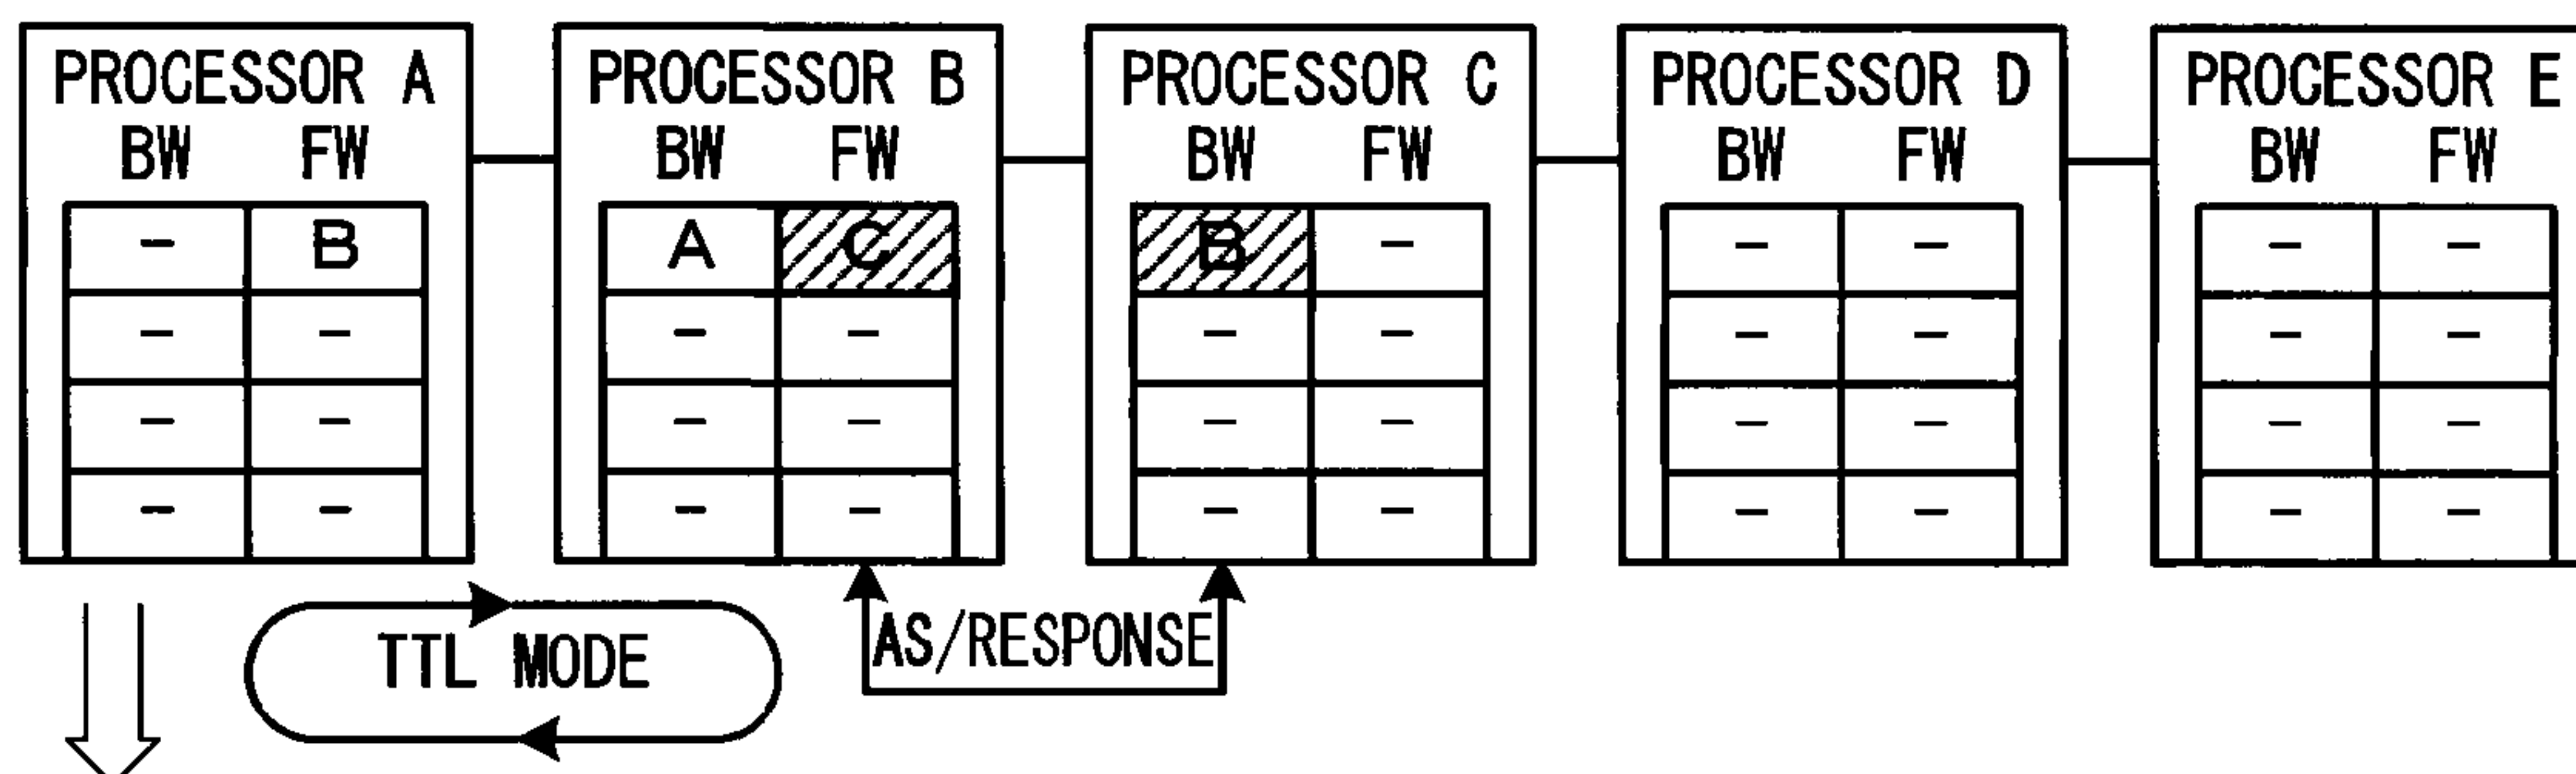 PROCESSOR A PROCESSOR B PROCESSOR C PROCESSOR D PROCESSOR E
BW FW BW FW BW FW BW FW BW FW
- B A C B - - - - -
- - - - - - - - - -
- - - - - - - - - -
- - - - - - - - - -
TTL MODE AS/RESPONSE